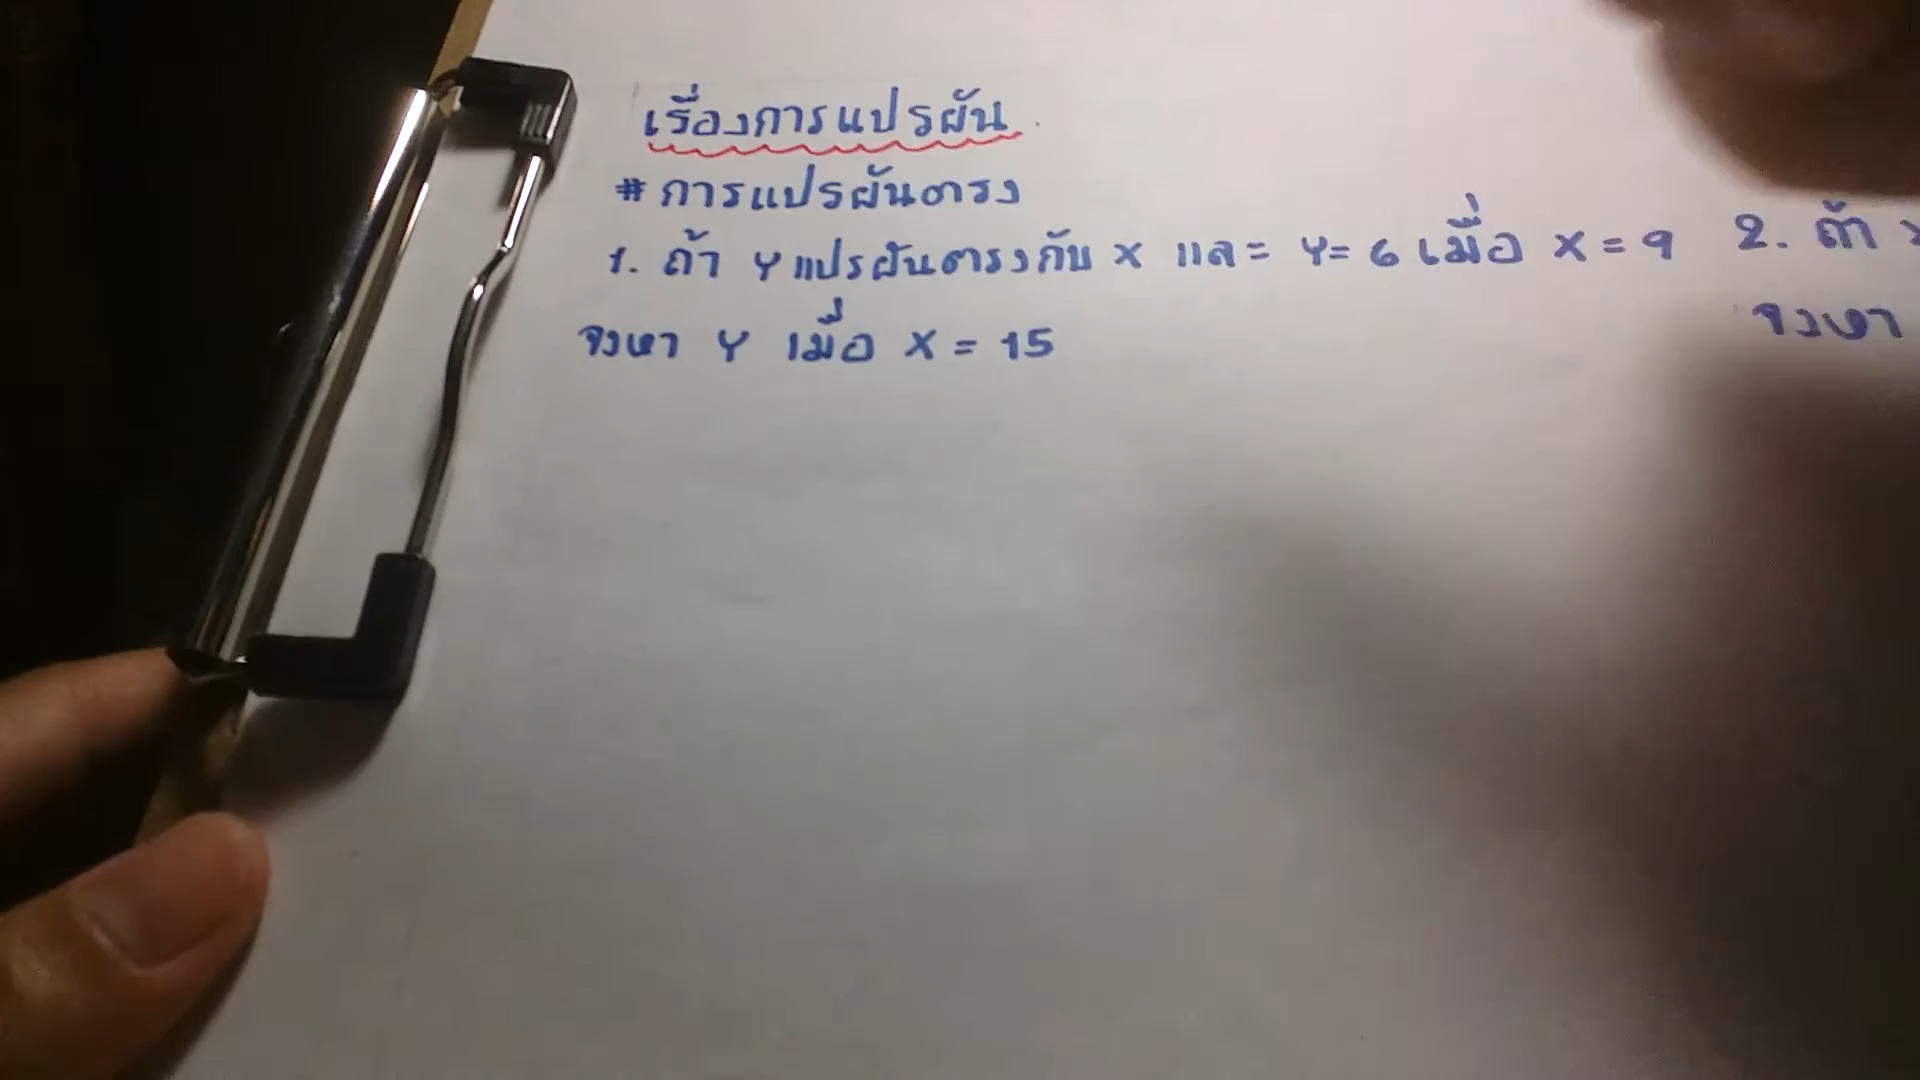 เรื่องการแปรผัน
# การแปรผันตรง
1. ถ้า Y แปรผันตรงกับ X และ Y = 6 เมื่อ X = 9
จงหา Y เมื่อ X = 15
2. ถ้า
จงหา